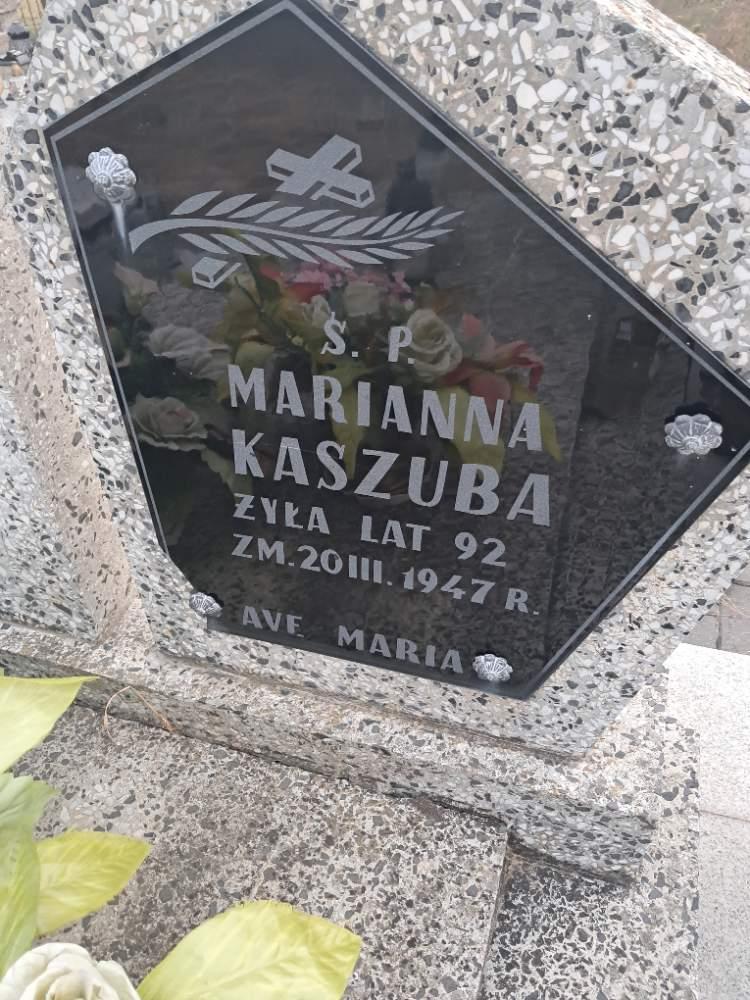 Ś. P.
MARIANNA
KASZUBA
ŻYŁA LAT 92
ZM. 20 III. 1947 R.
AVE MARIA